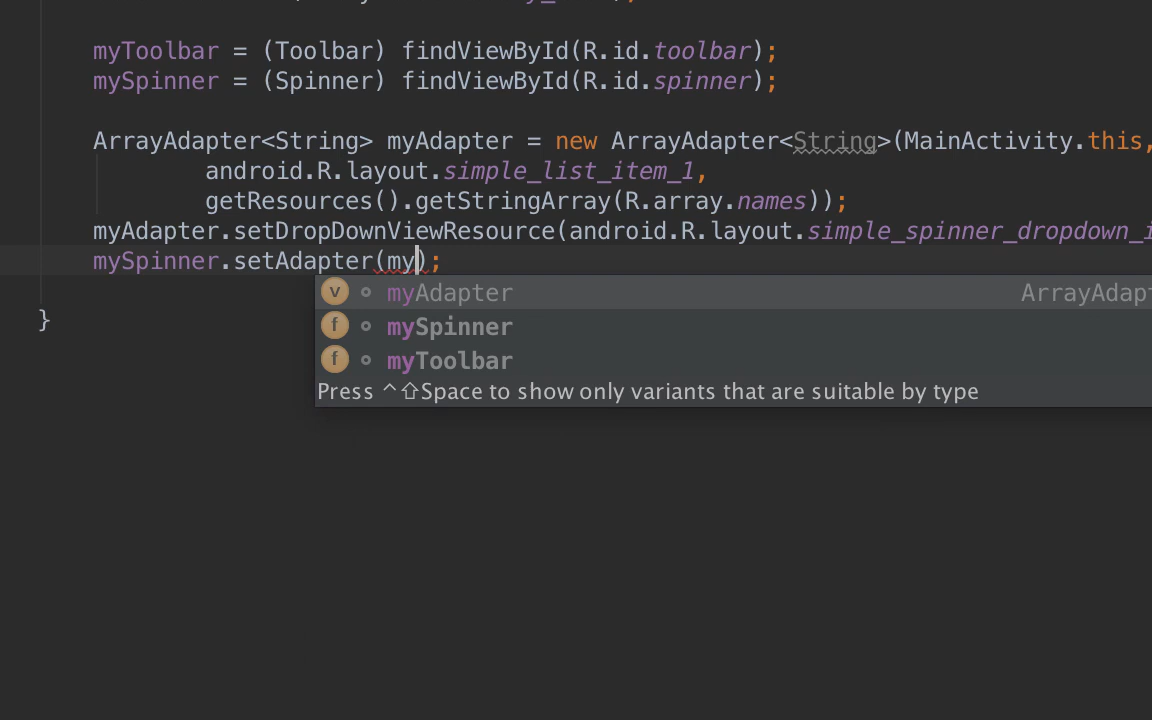 myToolbar = (Toolbar) findViewById(R.id.toolbar);
mySpinner = (Spinner) findViewById(R.id.spinner);
ArrayAdapter<String> myAdapter = new ArrayAdapter<String>(MainActivity.this,
android.R.layout.simple_list_item_1,
getResources().getStringArray(R.array.names));
myAdapter.setDropDownViewResource(android.R.layout.simple_spinner_dropdown_i
mySpinner.setAdapter(my);
v myAdapter ArrayAdapt
f mySpinner
f myToolbar
Press ^⇧Space to show only variants that are suitable by type
}